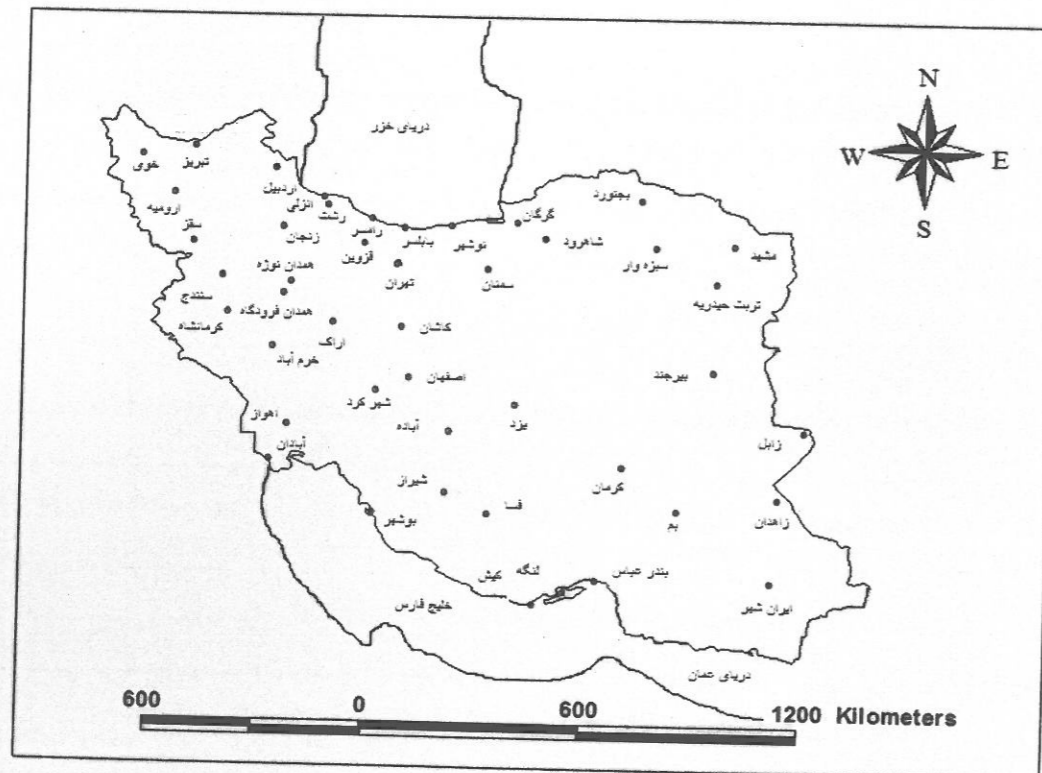 N
W
E
S
دریای خزر
خوی
تبریز
اردبیل
ارومیه
انزلی
رشت
سقز
زنجان
رامسر
بابلسر
نوشهر
گرگان
بجنورد
قزوین
شاهرود
سبزه وار
مشهد
همدان نوژه
تهران
سمنان
سنندج
تربت حیدریه
همدان فرودگاه
کرمانشاه
اراک
کاشان
خرم آباد
اصفهان
بیرجند
شهر کرد
اهواز
آباده
یزد
زابل
آبادان
شیراز
کرمان
فسا
بوشهر
بم
زاهدان
کیش
لنگه
بندر عباس
خلیج فارس
ایران شهر
دریای عمان
600
0
600
1200 Kilometers